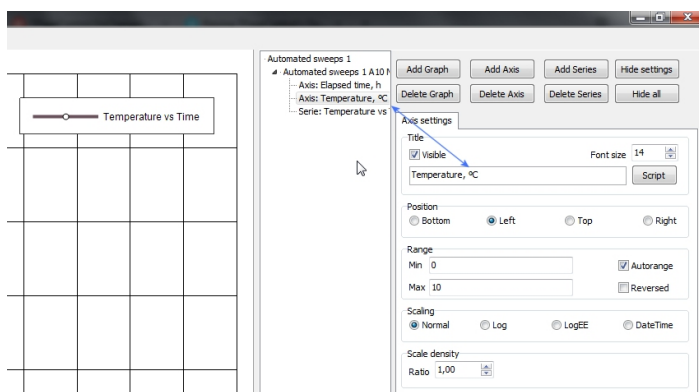 Temperature vs Time
Automated sweeps 1
Automated sweeps 1 A10 M
Axis: Elapsed time, h
Axis: Temperature, ºC
Serie: Temperature vs
Add Graph
Add Axis
Add Series
Hide settings
Delete Graph
Delete Axis
Delete Series
Hide all
Axis settings
Title
Visible
Font size
14
Temperature, ºC
Script
Position
Bottom
Left
Top
Right
Range
Min
0
Autorange
Max
10
Reversed
Scaling
Normal
Log
LogEE
DateTime
Scale density
Ratio
1,00